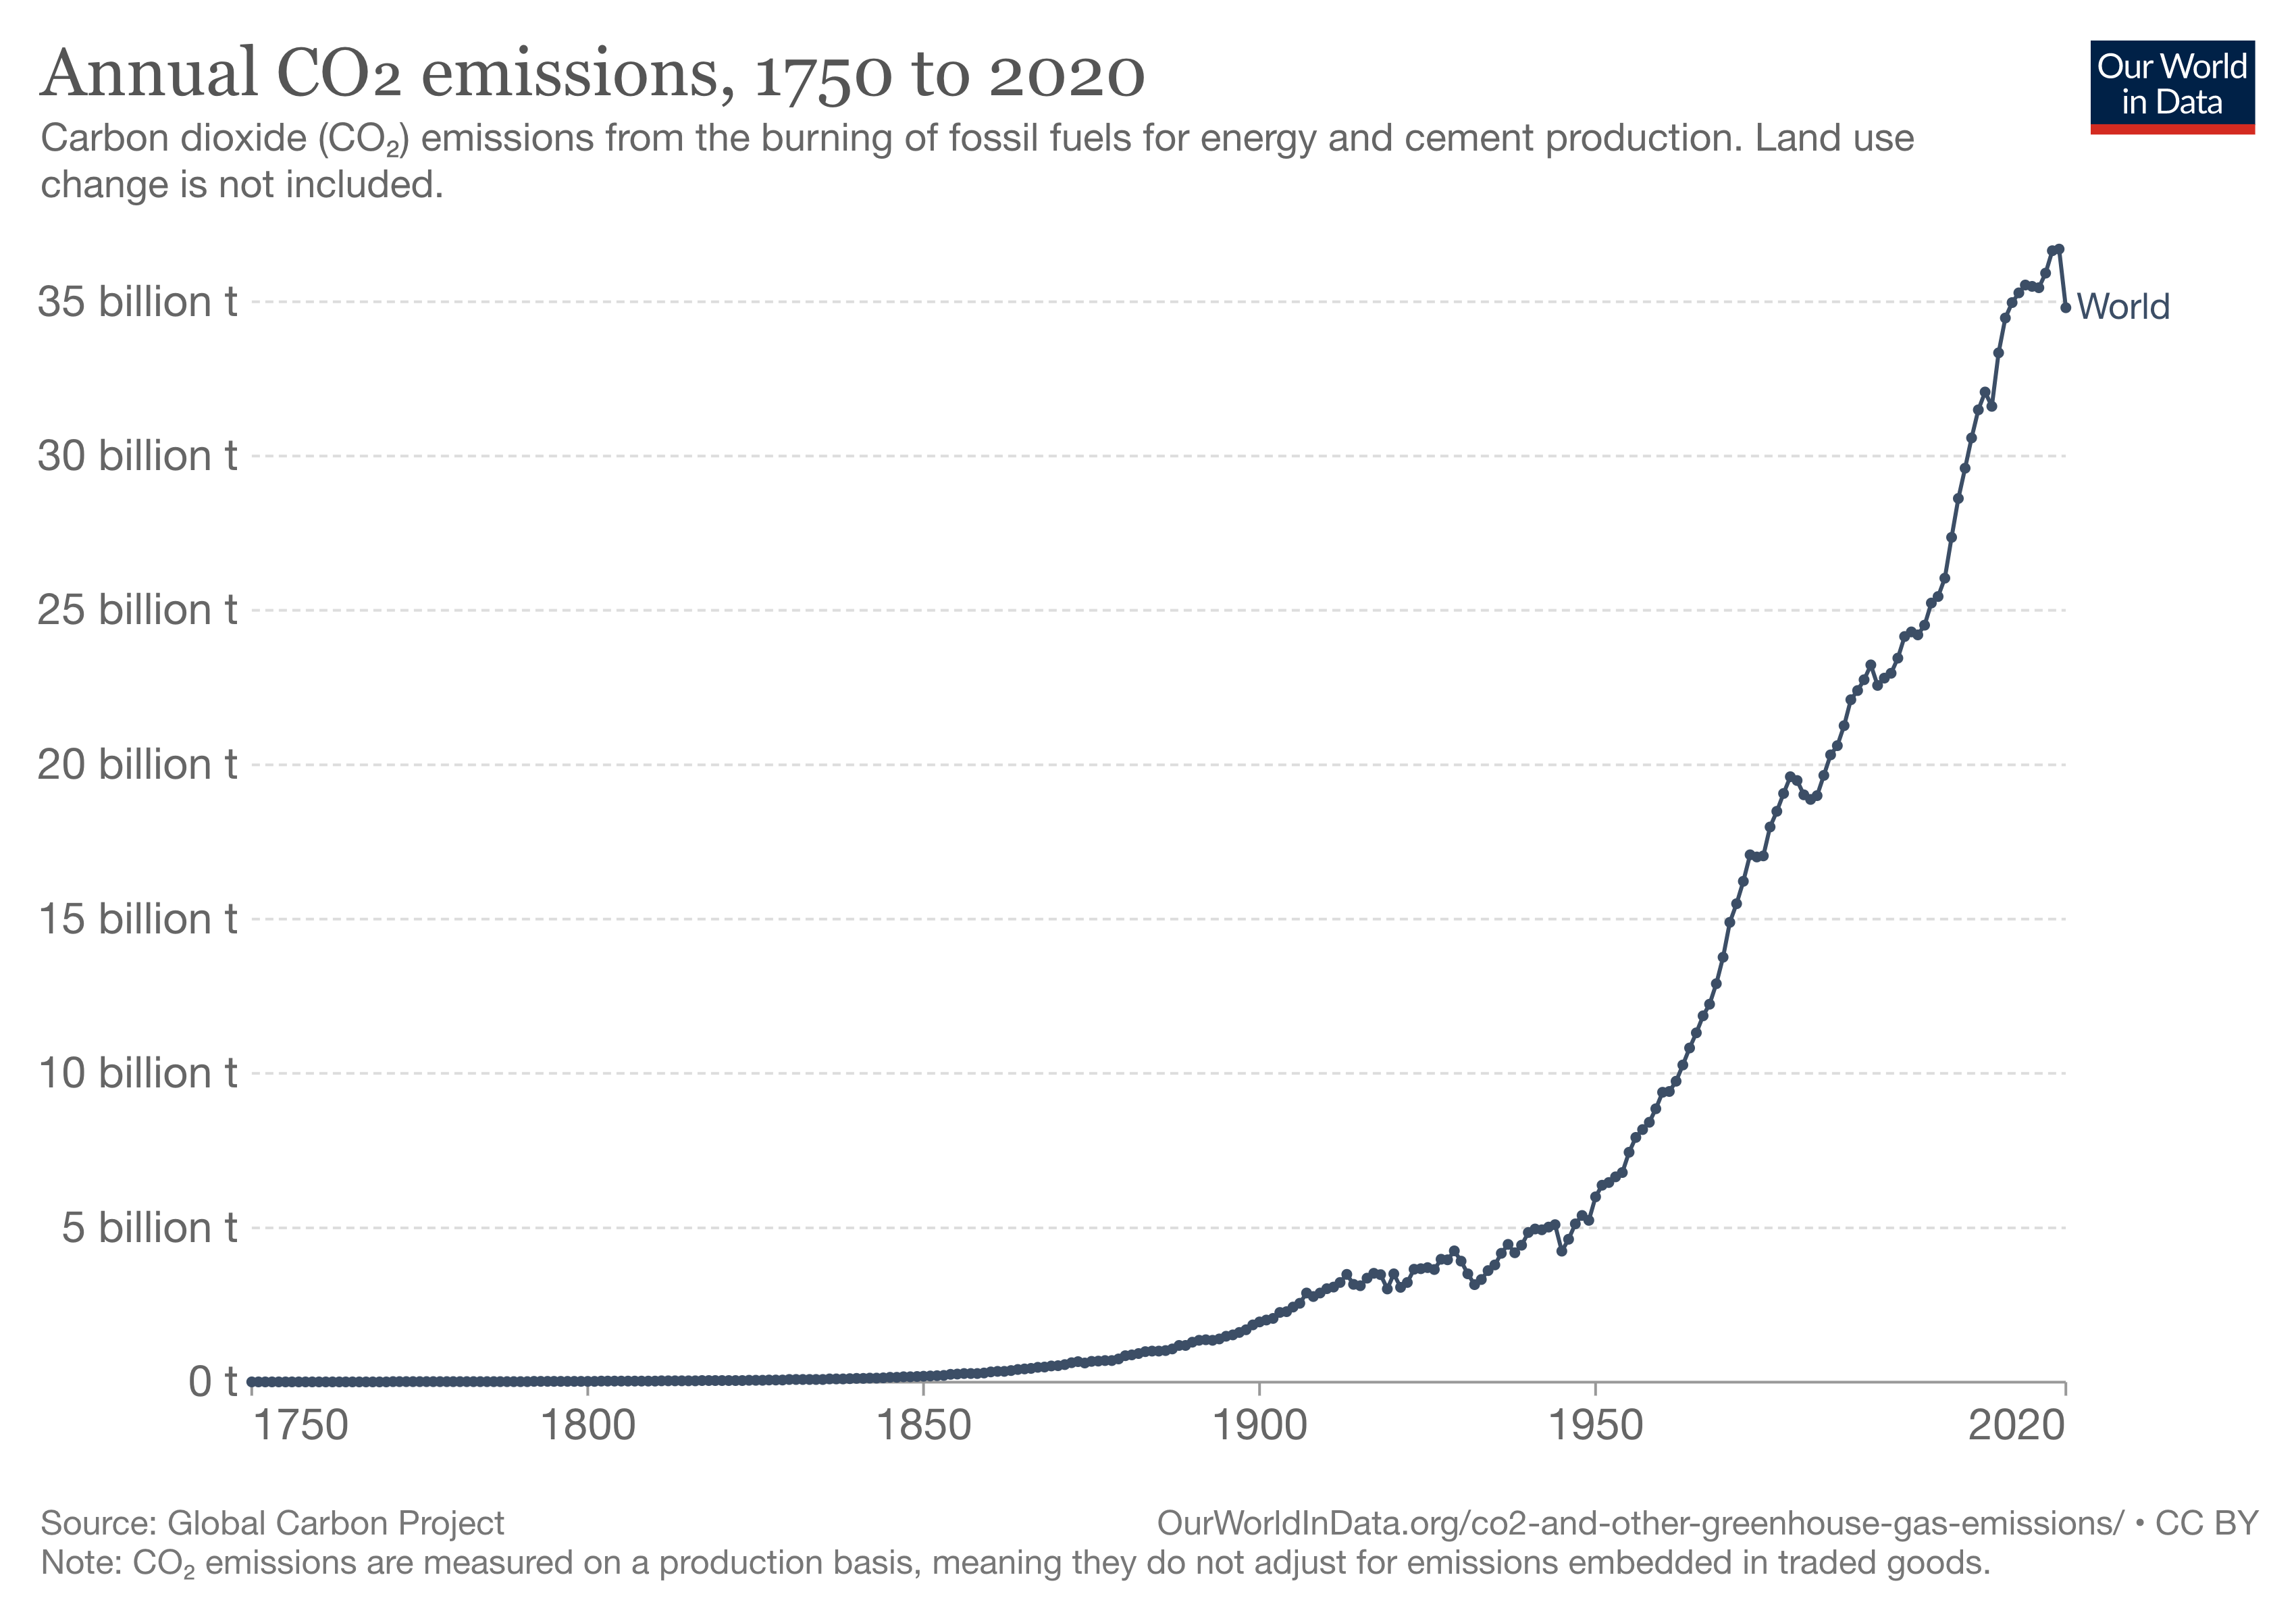 Annual CO2 emissions, 1750 to 2020
Our World
in Data
Carbon dioxide (CO₂) emissions from the burning of fossil fuels for energy and cement production. Land use
change is not included.
35 billion t
World
30 billion t
25 billion t
20 billion t
15 billion t
10 billion t
5 billion t
0 t
1750 1800 1850 1900 1950 2020
Source: Global Carbon Project
OurWorldInData.org/co2-and-other-greenhouse-gas-emissions/ • CC BY
Note: CO₂ emissions are measured on a production basis, meaning they do not adjust for emissions embedded in traded goods.